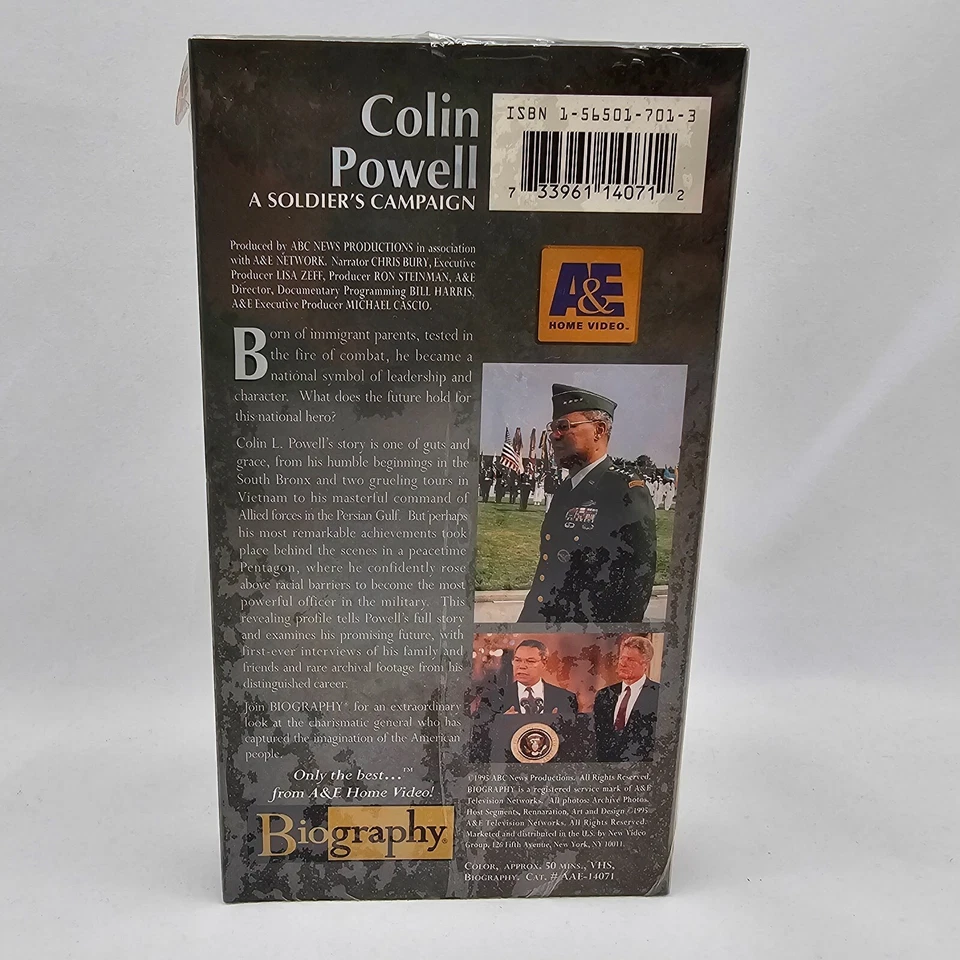 Colin
Powell
A SOLDIER'S CAMPAIGN
ISBN 1-56501-701-3
7 33961 14071 2
Produced by ABC NEWS PRODUCTIONS in association
with A&E NETWORK. Narrator CHRIS BURY, Executive
Producer LISA ZEFF, Producer RON STEINMAN, A&E
Director, Documentary Programming BILL HARRIS,
A&E Executive Producer MICHAEL CASCIO.
A&E
HOME VIDEO™
Born of immigrant parents, tested in
the fire of combat, he became a
national symbol of leadership and
character. What does the future hold for
this national hero?
Colin L. Powell's story is one of guts and
grace, from his humble beginnings in the
South Bronx and two grueling tours in
Vietnam to his masterful command of
Allied forces in the Persian Gulf. But perhaps
his most remarkable achievements took
place behind the scenes in a peacetime
Pentagon, where he confidently rose
above racial barriers to become the most
powerful officer in the military. This
revealing profile tells Powell's full story
and examines his promising future, with
first-ever interviews of his family and
friends and rare archival footage from his
distinguished career.
Join BIOGRAPHY® for an extraordinary
look at the charismatic general who has
captured the imagination of the American
people.
Only the best...™
from A&E Home Video!
Biography®
©1995 ABC News Productions. All Rights Reserved.
BIOGRAPHY is a registered service mark of A&E
Television Networks. All photos: Archive Photos.
Host Segments, Rennaration, Art and Design ©1995
A&E Television Networks. All Rights Reserved.
Marketed and distributed in the U.S. by New Video
Group, 126 Fifth Avenue, New York, NY 10011.
COLOR, APPROX. 50 MINS., VHS,
BIOGRAPHY. CAT. # AAE-14071